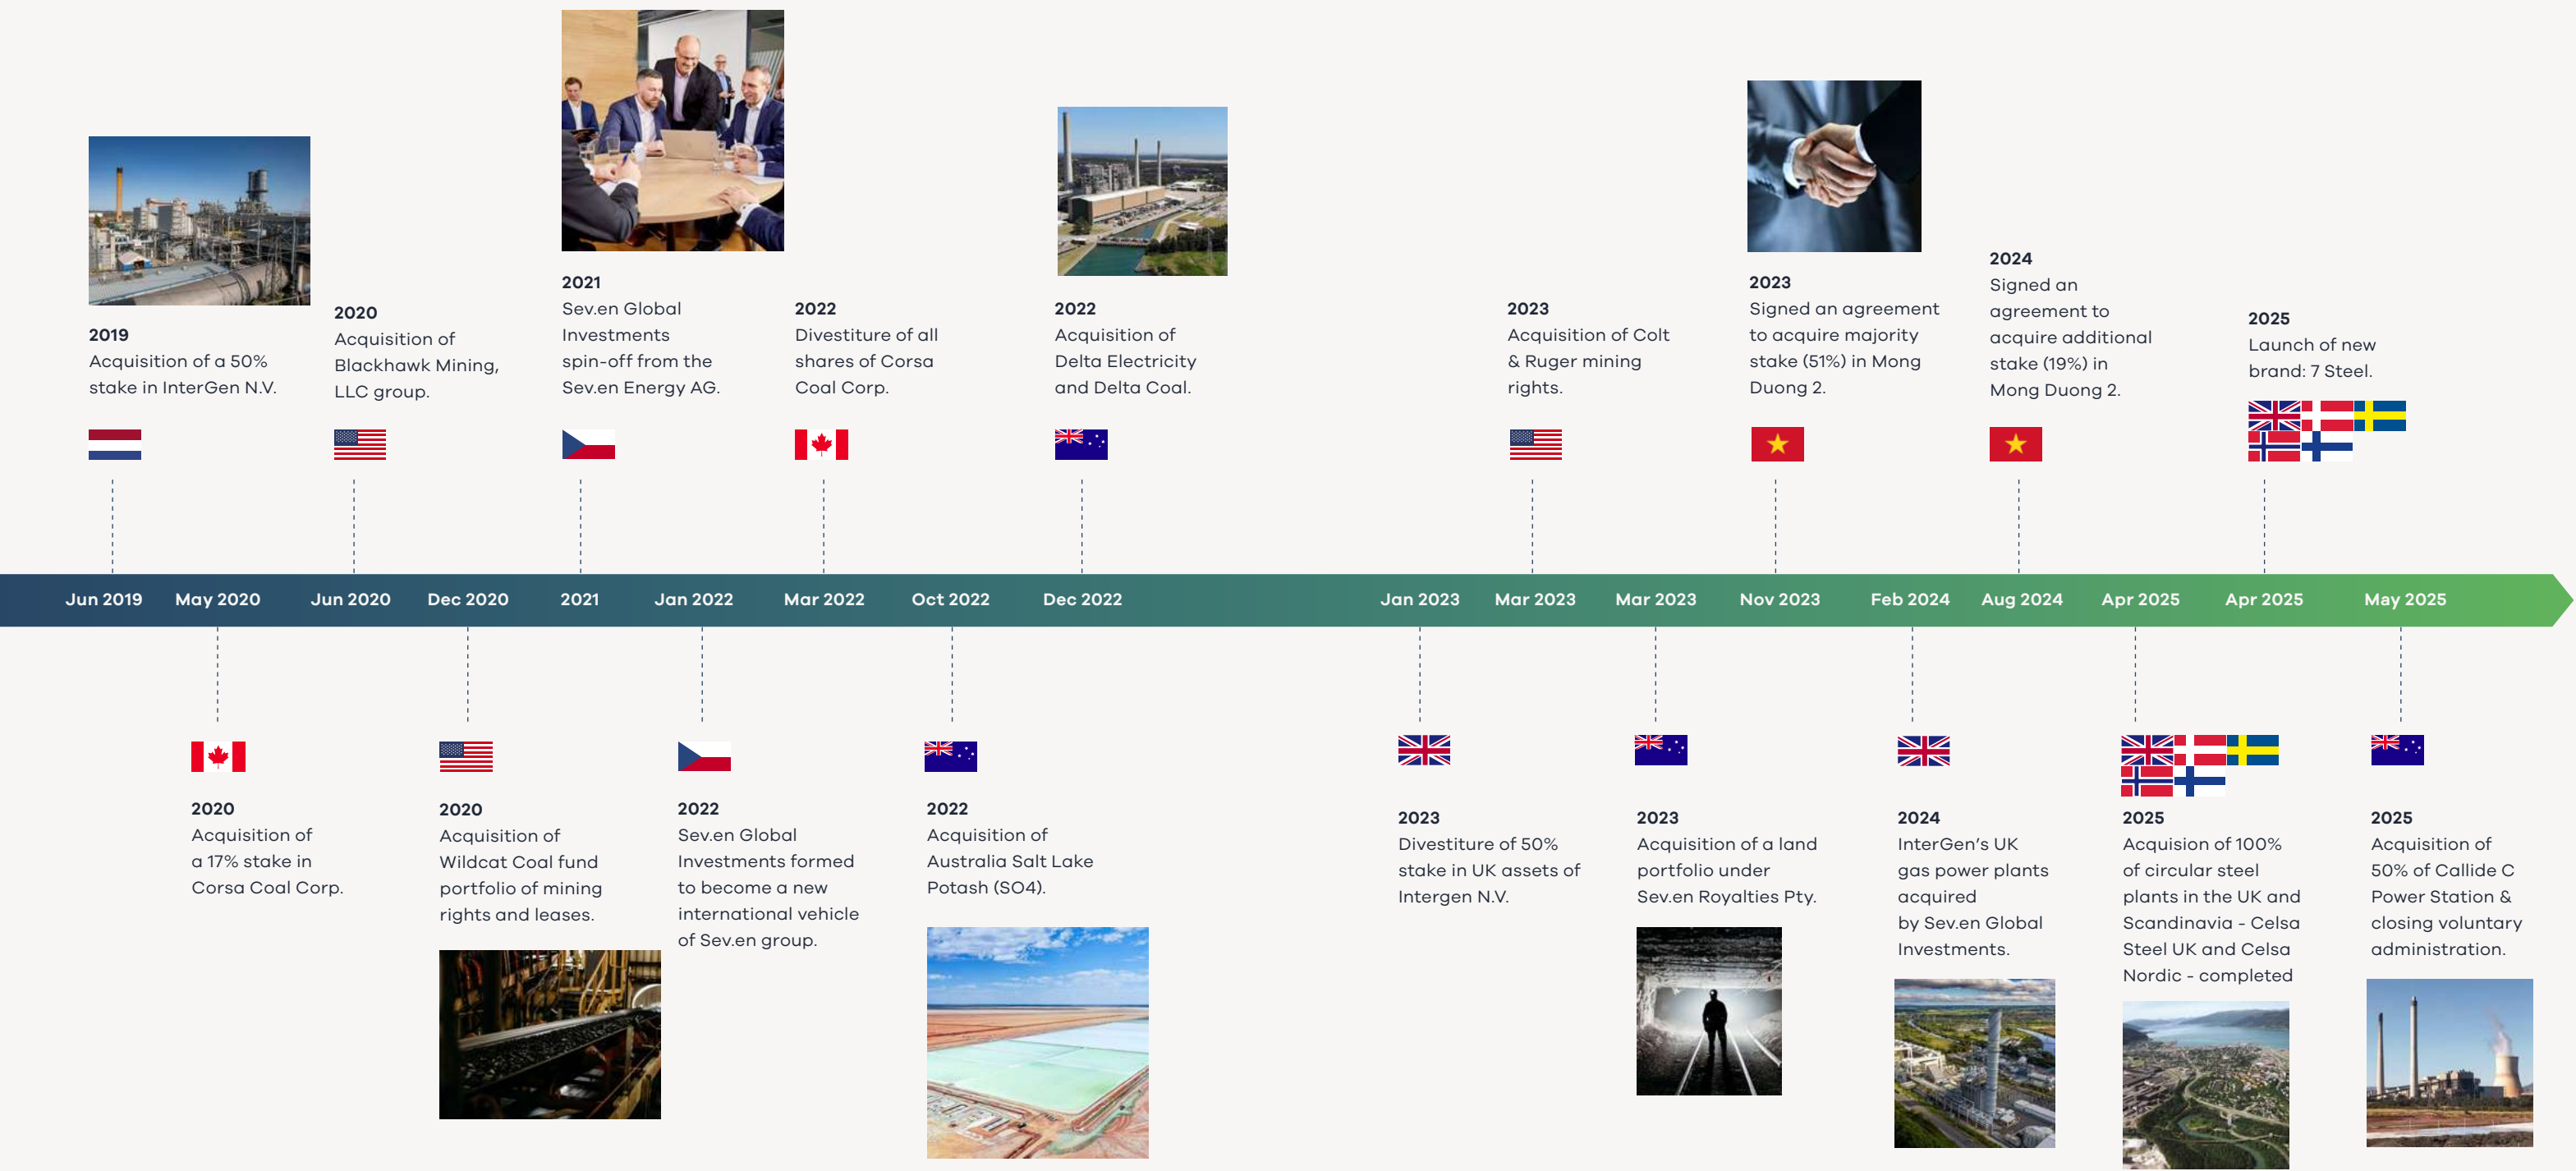 2019
Acquisition of a 50%
stake in InterGen N.V.
2020
Acquisition of
Blackhawk Mining,
LLC group.
2021
Sev.en Global
Investments
spin-off from the
Sev.en Energy AG.
2022
Divestiture of all
shares of Corsa
Coal Corp.
2022
Acquisition of
Delta Electricity
and Delta Coal.
2023
Acquisition of Colt
& Ruger mining
rights.
2023
Signed an agreement
to acquire majority
stake (51%) in Mong
Duong 2.
2024
Signed an
agreement to
acquire additional
stake (19%) in
Mong Duong 2.
2025
Launch of new
brand: 7 Steel.
Jun 2019
May 2020
Jun 2020
Dec 2020
2021
Jan 2022
Mar 2022
Oct 2022
Dec 2022
Jan 2023
Mar 2023
Mar 2023
Nov 2023
Feb 2024
Aug 2024
Apr 2025
Apr 2025
May 2025
2020
Acquisition of
a 17% stake in
Corsa Coal Corp.
2020
Acquisition of
Wildcat Coal fund
portfolio of mining
rights and leases.
2022
Sev.en Global
Investments formed
to become a new
international vehicle
of Sev.en group.
2022
Acquisition of
Australia Salt Lake
Potash (SO4).
2023
Divestiture of 50%
stake in UK assets of
Intergen N.V.
2023
Acquisition of a land
portfolio under
Sev.en Royalties Pty.
2024
InterGen's UK
gas power plants
acquired
by Sev.en Global
Investments.
2025
Acquision of 100%
of circular steel
plants in the UK and
Scandinavia - Celsa
Steel UK and Celsa
Nordic - completed
2025
Acquisition of
50% of Callide C
Power Station &
closing voluntary
administration.